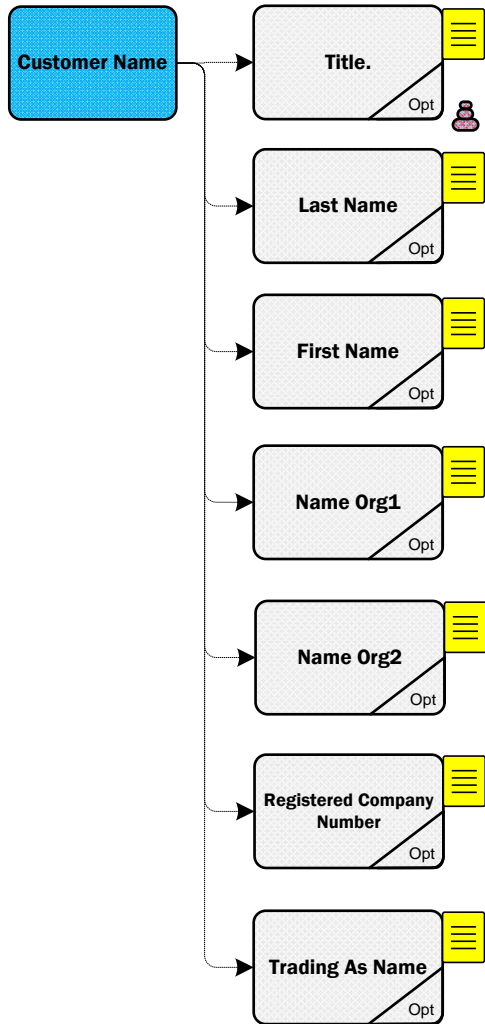 Customer Name
Title.
Opt
Last Name
Opt
First Name
Opt
Name Org1
Opt
Name Org2
Opt
Registered Company
Number
Opt
Trading As Name
Opt